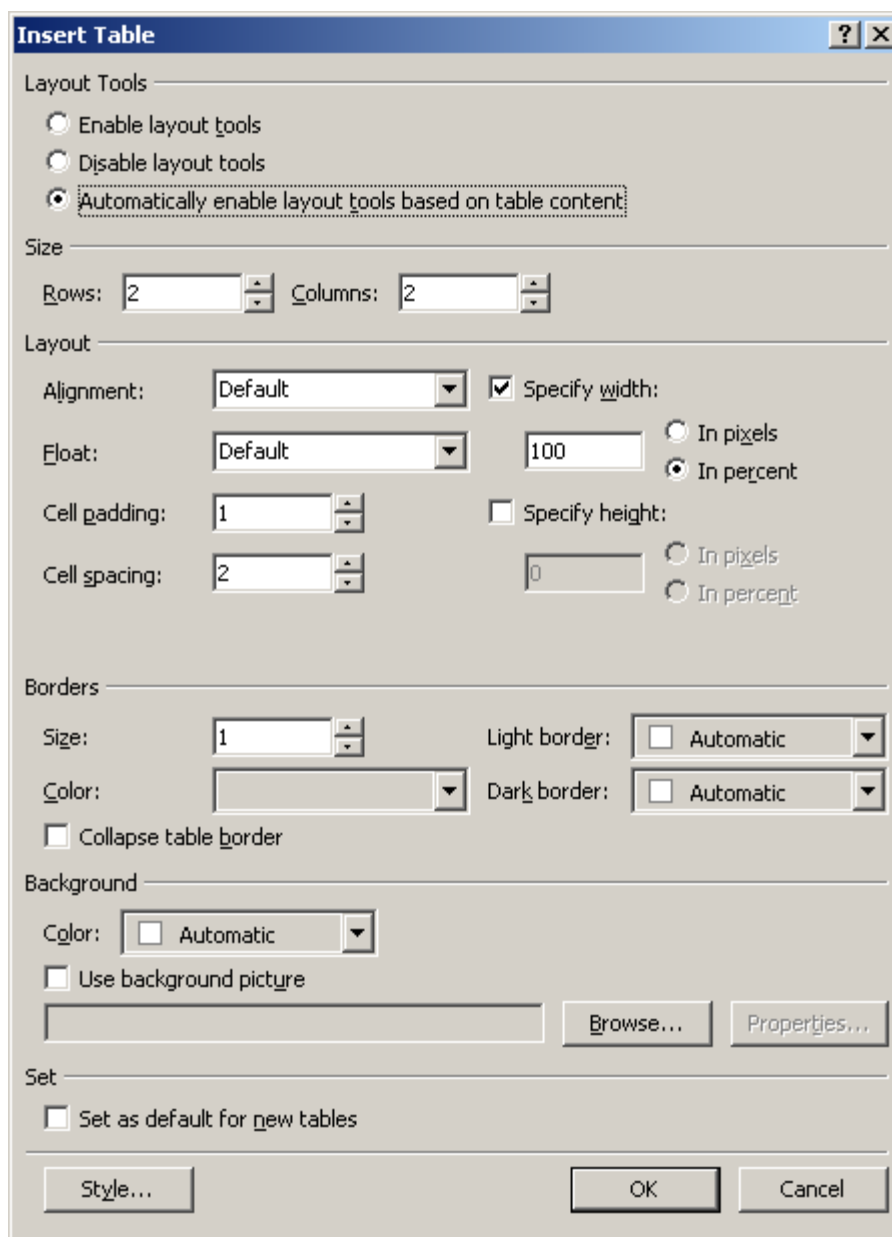 Insert Table
Layout Tools
Enable layout tools
Disable layout tools
Automatically enable layout tools based on table content
Size
Rows: 2 Columns: 2
Layout
Alignment: Default Specify width:
Float: Default 100 In pixels
In percent
Cell padding: 1 Specify height:
Cell spacing: 2 0 In pixels
In percent
Borders
Size: 1 Light border: Automatic
Color: Dark border: Automatic
Collapse table border
Background
Color: Automatic
Use background picture
Browse... Properties...
Set
Set as default for new tables
Style... OK Cancel